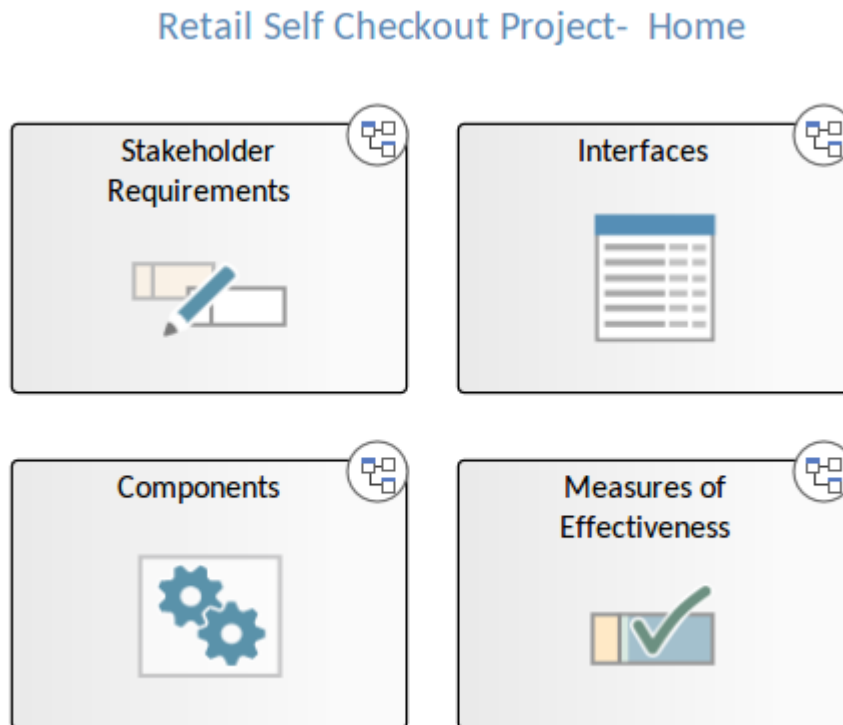 Retail Self Checkout Project-  Home
Stakeholder
Requirements
Interfaces
Components
Measures of
Effectiveness